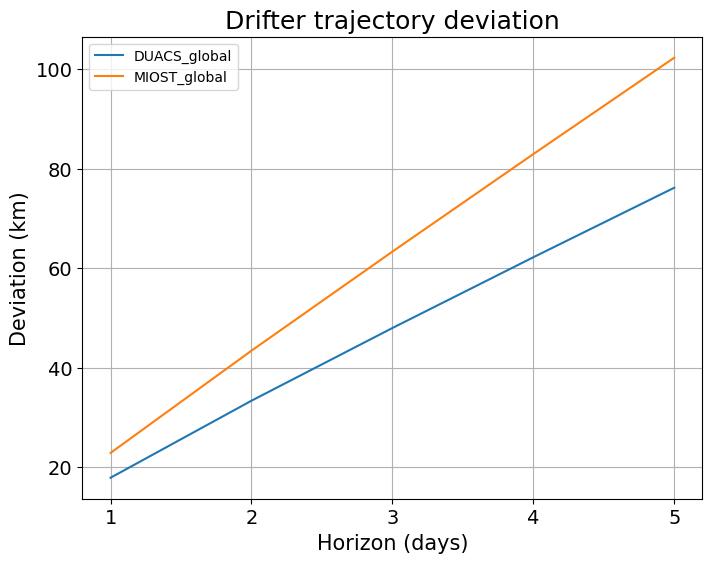 Drifter trajectory deviation
DUACS_global
MIOST_global
Deviation (km)
100
80
60
40
20
1 2 3 4 5
Horizon (days)